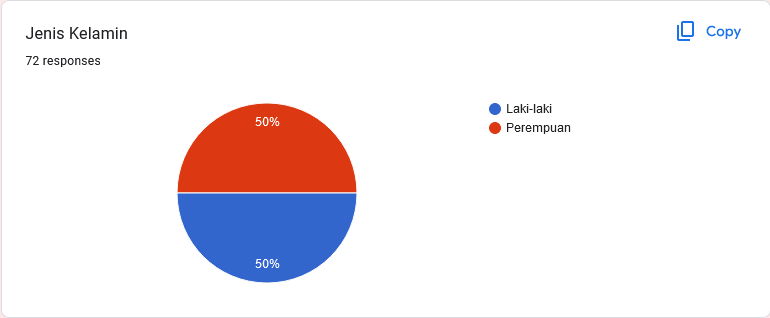 Jenis Kelamin
Copy
72 responses
50%
50%
Laki-laki
Perempuan